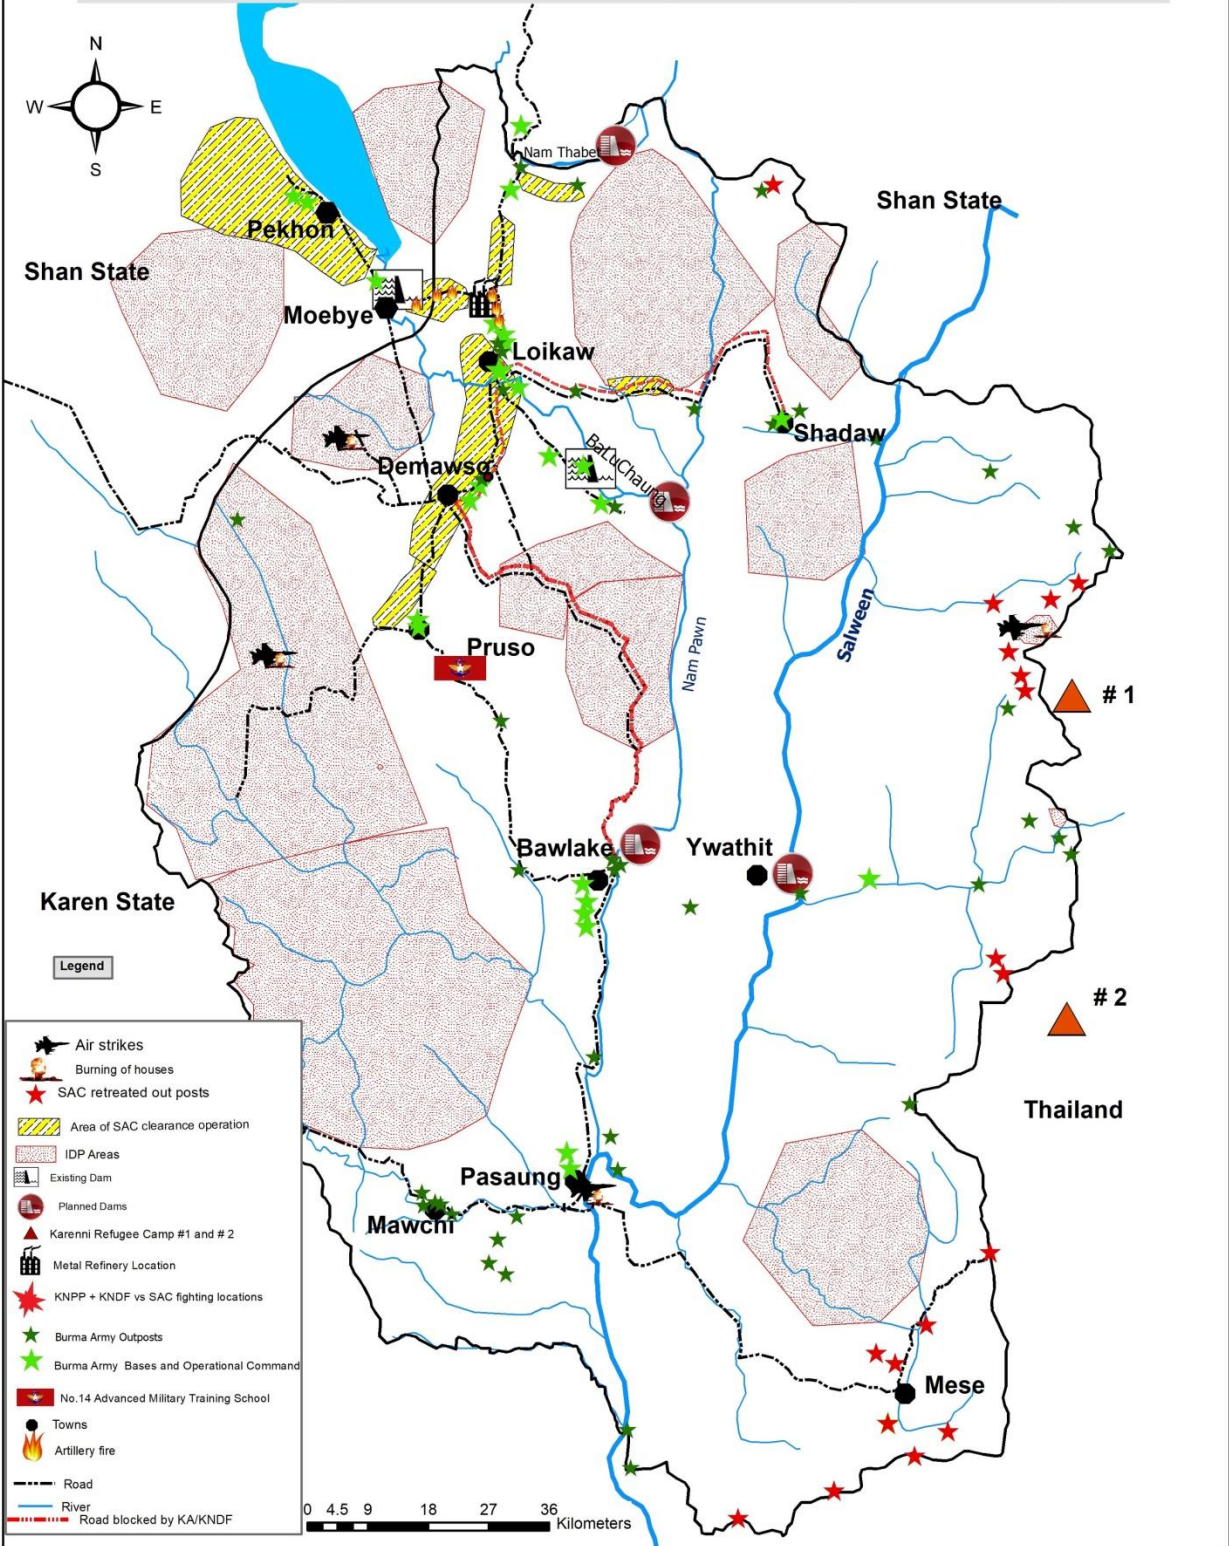 N
W
E
S
Nam Thabet
Shan State
Pekhon
Shan State
Moebye
Loikaw
Shadaw
BaLuChaung
Demawso
Salween
Nam Pawn
Pruso
# 1
Bawlake
Ywathit
Karen State
# 2
Thailand
Pasaung
Mawchi
Mese
Legend
Air strikes
Burning of houses
SAC retreated out posts
Area of SAC clearance operation
IDP Areas
Existing Dam
Planned Dams
Karenni Refugee Camp #1 and # 2
Metal Refinery Location
KNPP + KNDF vs SAC fighting locations
Burma Army Outposts
Burma Army Bases and Operational Command
No.14 Advanced Military Training School
Towns
Artillery fire
Road
River
Road blocked by KA/KNDF
0 4.5 9 18 27 36
Kilometers